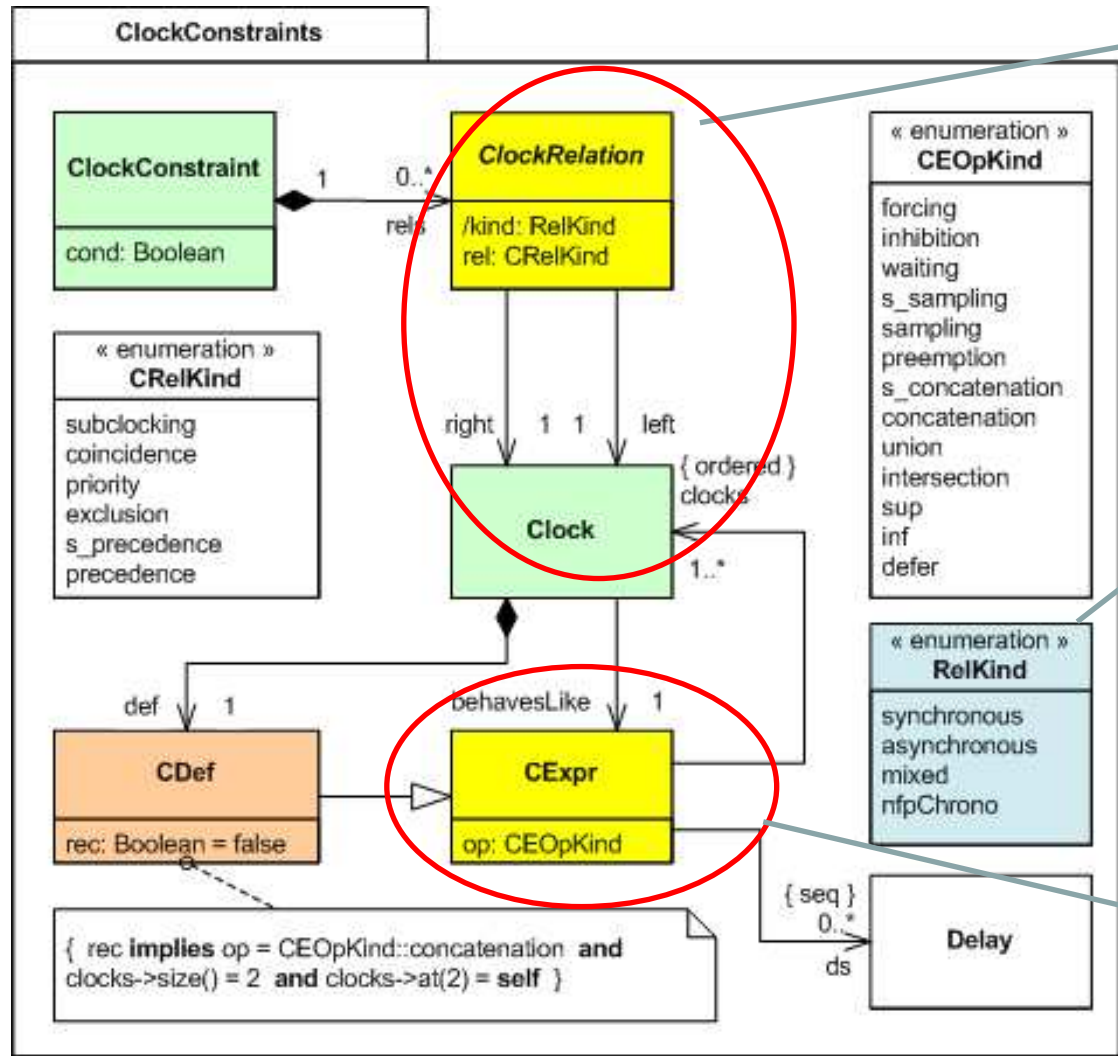 ClockConstraints
ClockConstraint
cond: Boolean
1
0..*
rels
ClockRelation
/kind: RelKind
rel: CRelKind
« enumeration »
CEOpKind
forcing
inhibition
waiting
s_sampling
sampling
preemption
s_concatenation
concatenation
union
intersection
sup
inf
defer
« enumeration »
CRelKind
subclocking
coincidence
priority
exclusion
s_precedence
precedence
right
1
1
left
{ ordered }
clocks
1..*
Clock
« enumeration »
RelKind
synchronous
asynchronous
mixed
nfpChrono
def
1
behavesLike
1
CDef
rec: Boolean = false
CExpr
op: CEOpKind
{ seq }
0..*
ds
Delay
{ rec implies op = CEOpKind::concatenation and
clocks->size() = 2 and clocks->at(2) = self }